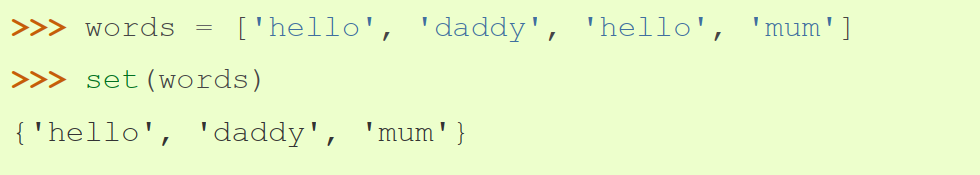 >>> words = ['hello', 'daddy', 'hello', 'mum']
>>> set(words)
{'hello', 'daddy', 'mum'}